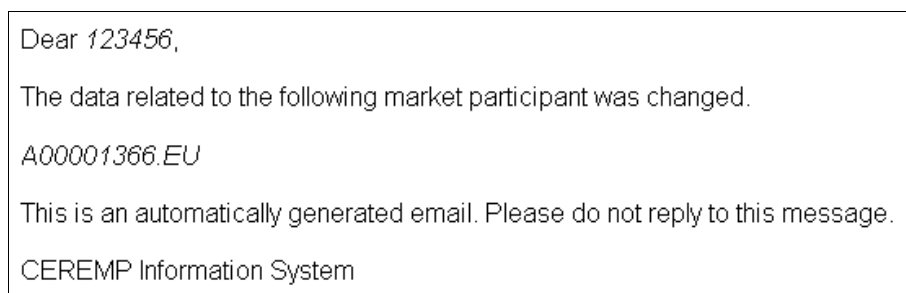 Dear 123456,
The data related to the following market participant was changed.
A00001366.EU
This is an automatically generated email. Please do not reply to this message.
CEREMP Information System